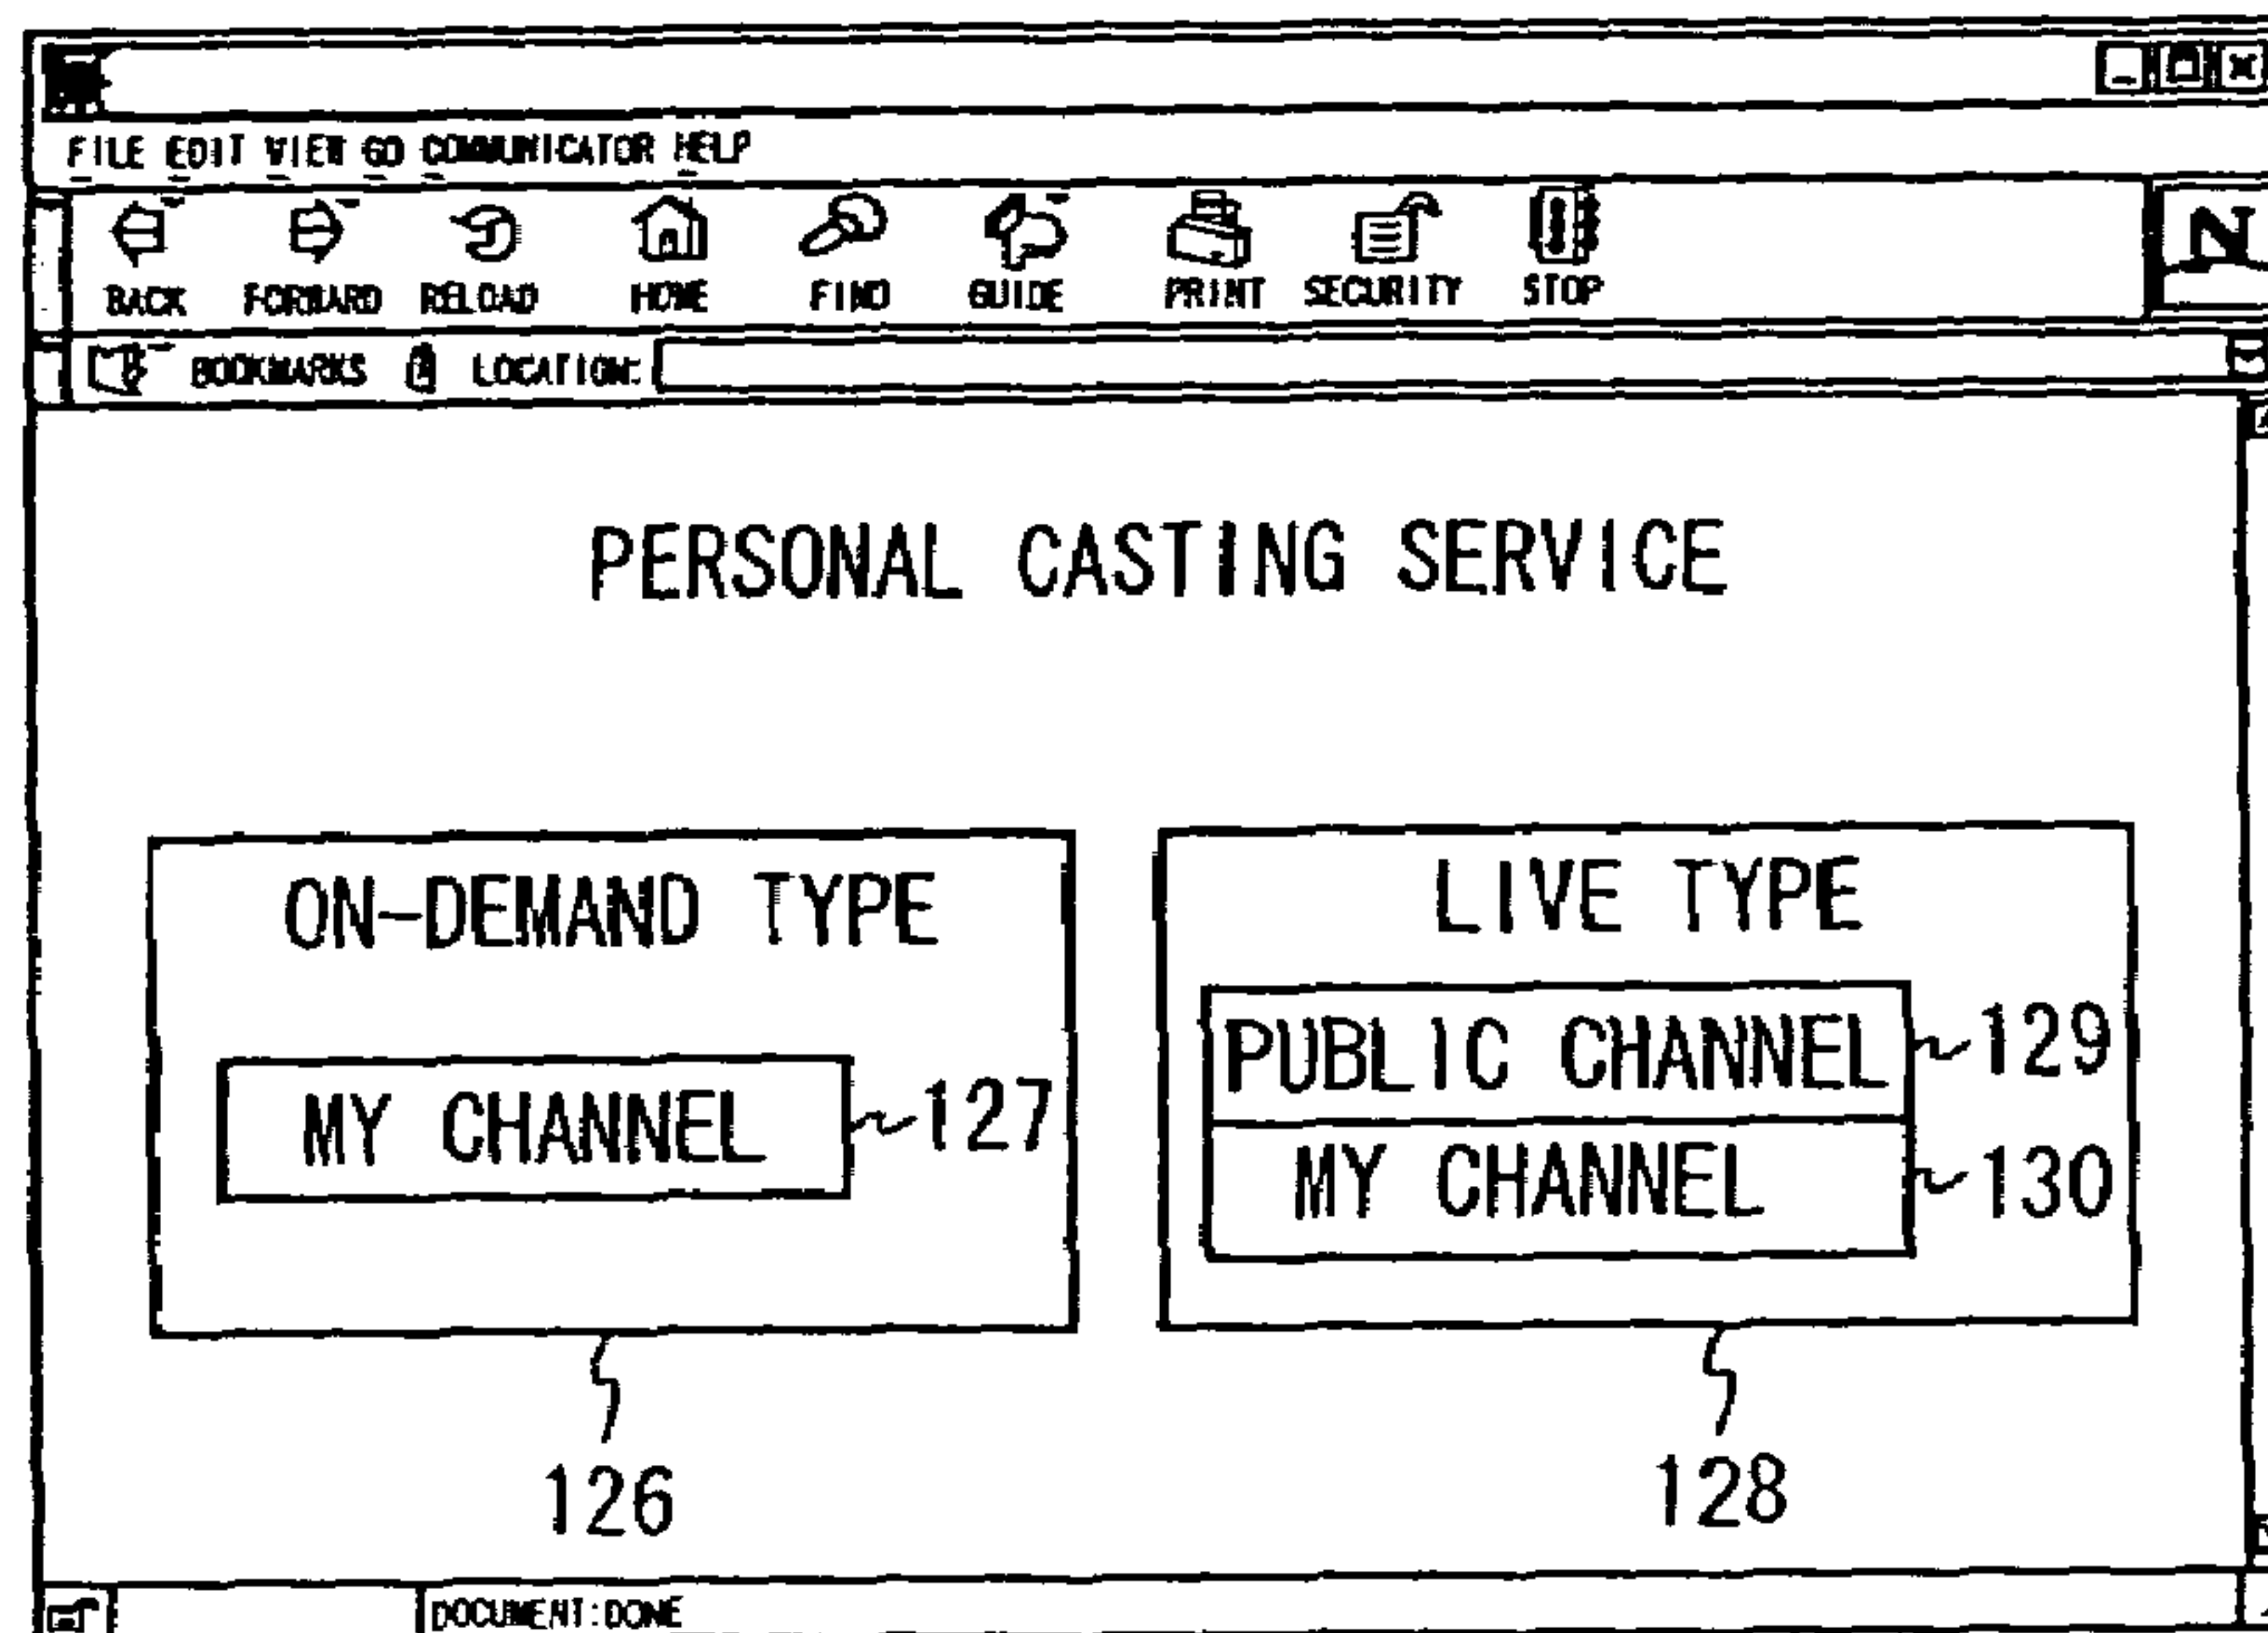 FILE EDIT VIEW GO COMMUNICATOR HELP
N
BACK FORWARD RELOAD HOME FIND GUIDE PRINT SECURITY STOP
BOOKMARKS LOCATION:
PERSONAL CASTING SERVICE
ON-DEMAND TYPE
MY CHANNEL 127
126
LIVE TYPE
PUBLIC CHANNEL 129
MY CHANNEL 130
128
DOCUMENT:DONE